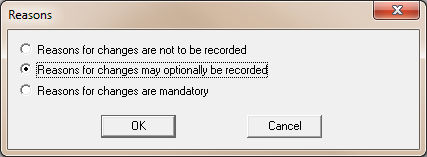 Reasons
Reasons for changes are not to be recorded
Reasons for changes may optionally be recorded
Reasons for changes are mandatory
OK Cancel